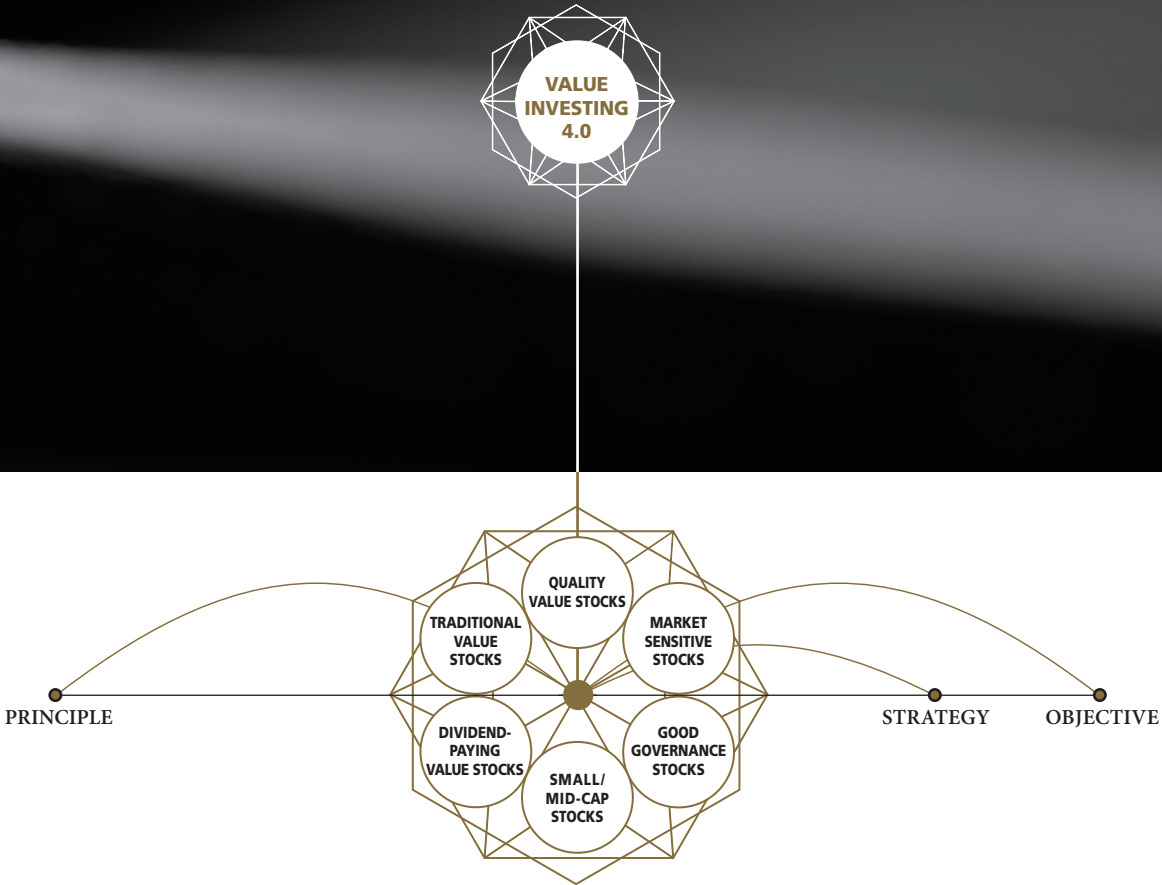 VALUE
INVESTING
4.0
QUALITY
VALUE STOCKS
TRADITIONAL
VALUE
STOCKS
MARKET
SENSITIVE
STOCKS
PRINCIPLE
STRATEGY
OBJECTIVE
DIVIDEND-
PAYING
VALUE STOCKS
GOOD
GOVERNANCE
STOCKS
SMALL/
MID-CAP
STOCKS